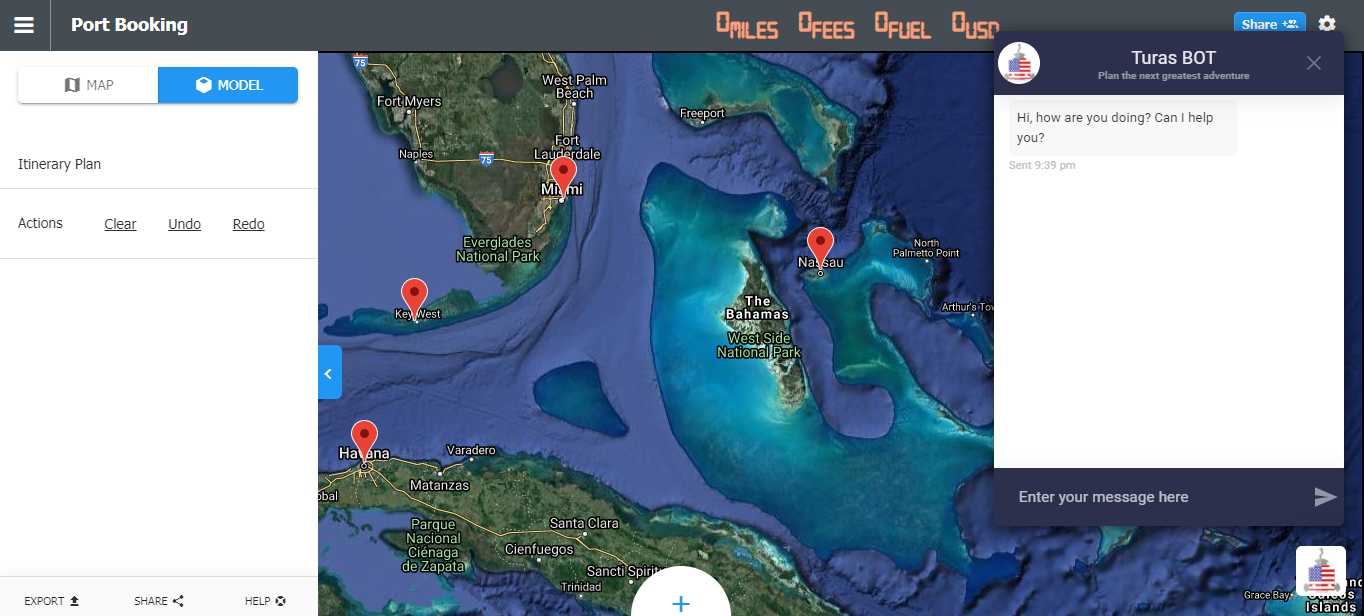 Port Booking
0MILES 0FEES 0FUEL 0USD
Share
MAP
MODEL
Itinerary Plan
Actions Clear Undo Redo
EXPORT SHARE HELP
75
West Palm
Beach
Fort Myers
Freeport
Fort
Lauderdale
Naples
75
Miami
Everglades
National Park
Nassau
North
Palmetto Point
Key West
The
Bahamas
Arthur's Tow
West Side
National Park
Havana
Varadero
Matanzas
obal
Parque
Nacional
Ciénaga
de Zapata
Santa Clara
Cienfuegos
Sancti Spiritu
Trinidad
Turas BOT
Plan the next greatest adventure
Hi, how are you doing? Can I help
you?
Sent 9:39 pm
Enter your message here
Grace Bay
Islands